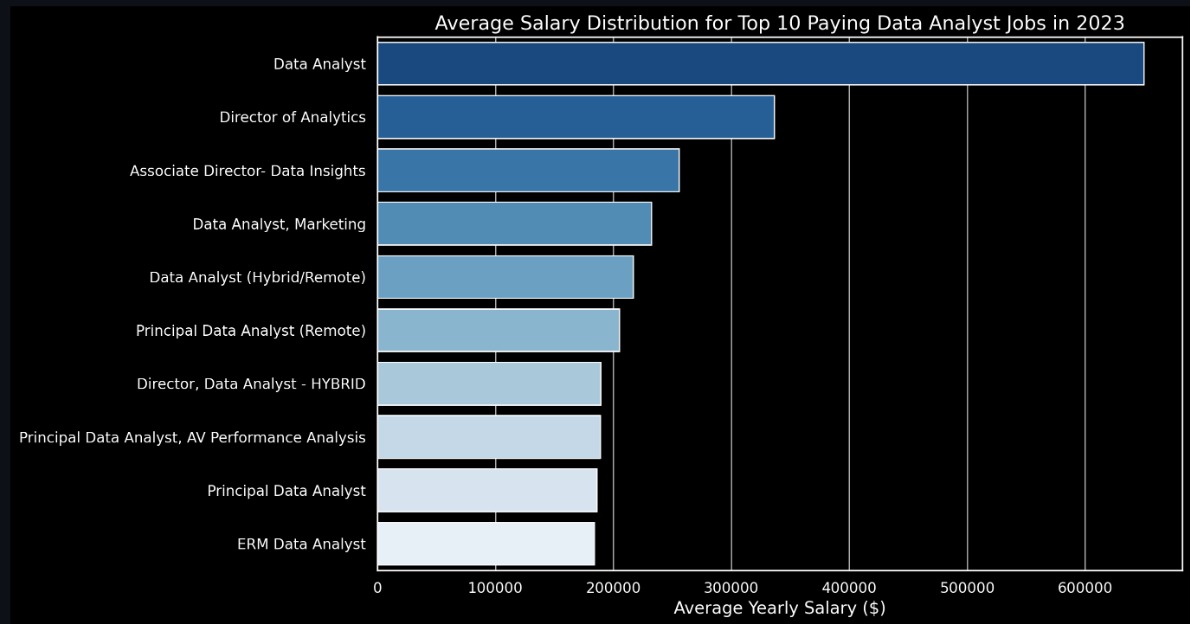 Average Salary Distribution for Top 10 Paying Data Analyst Jobs in 2023
Data Analyst
Director of Analytics
Associate Director- Data Insights
Data Analyst, Marketing
Data Analyst (Hybrid/Remote)
Principal Data Analyst (Remote)
Director, Data Analyst - HYBRID
Principal Data Analyst, AV Performance Analysis
Principal Data Analyst
ERM Data Analyst
0 100000 200000 300000 400000 500000 600000
Average Yearly Salary ($)